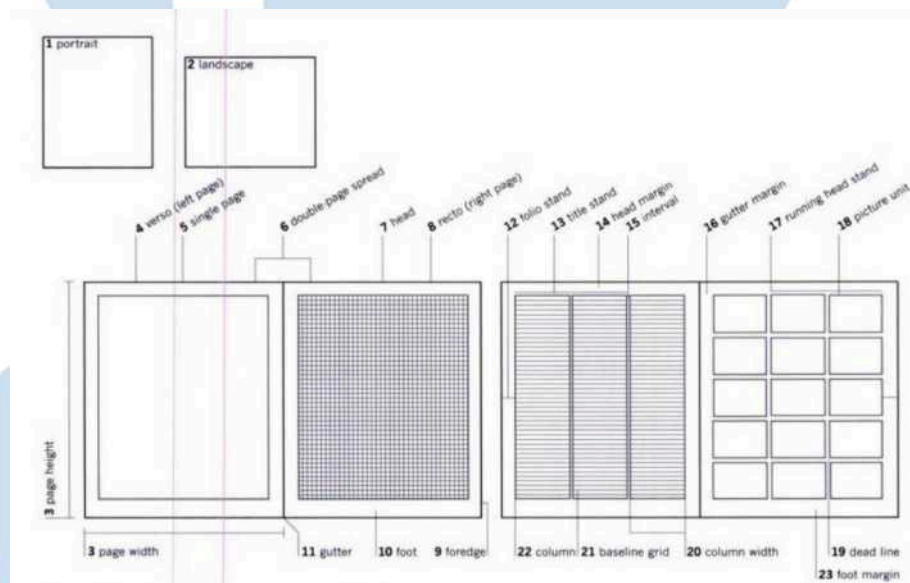 1 portrait
2 landscape
4 verso (left page)
5 single page
6 double page spread
7 head
8 recto (right page)
12 folio stand
13 title stand
14 head margin
15 interval
16 gutter margin
17 running head stand
18 picture unit
3 page height
3 page width
11 gutter
10 foot
9 foredge
22 column
21 baseline grid
20 column width
19 dead line
23 foot margin